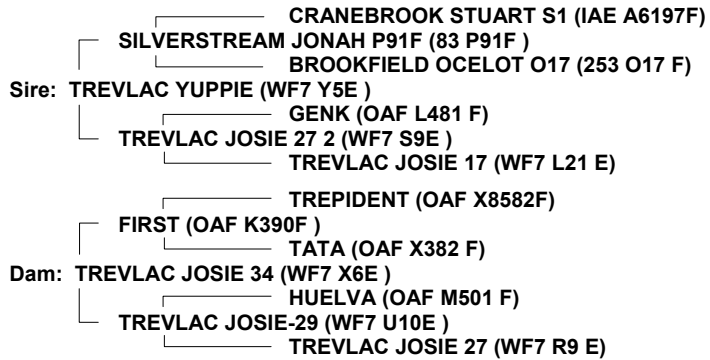 CRANEBROOK STUART S1 (IAE A6197F)
SILVERSTREAM JONAH P91F (83 P91F )
BROOKFIELD OCELOT O17 (253 O17 F)
Sire: TREVLAC YUPPIE (WF7 Y5E )
GENK (OAF L481 F)
TREVLAC JOSIE 27 2 (WF7 S9E )
TREVLAC JOSIE 17 (WF7 L21 E)
TREPIDENT (OAF X8582F)
FIRST (OAF K390F )
TATA (OAF X382 F)
Dam: TREVLAC JOSIE 34 (WF7 X6E )
HUELVA (OAF M501 F)
TREVLAC JOSIE-29 (WF7 U10E )
TREVLAC JOSIE 27 (WF7 R9 E)